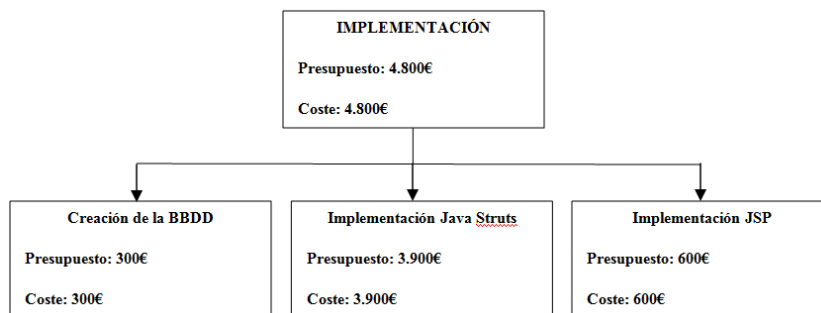 IMPLEMENTACIÓN
Presupuesto: 4.800€
Coste: 4.800€
Creación de la BBDD
Presupuesto: 300€
Coste: 300€
Implementación Java Struts
Presupuesto: 3.900€
Coste: 3.900€
Implementación JSP
Presupuesto: 600€
Coste: 600€